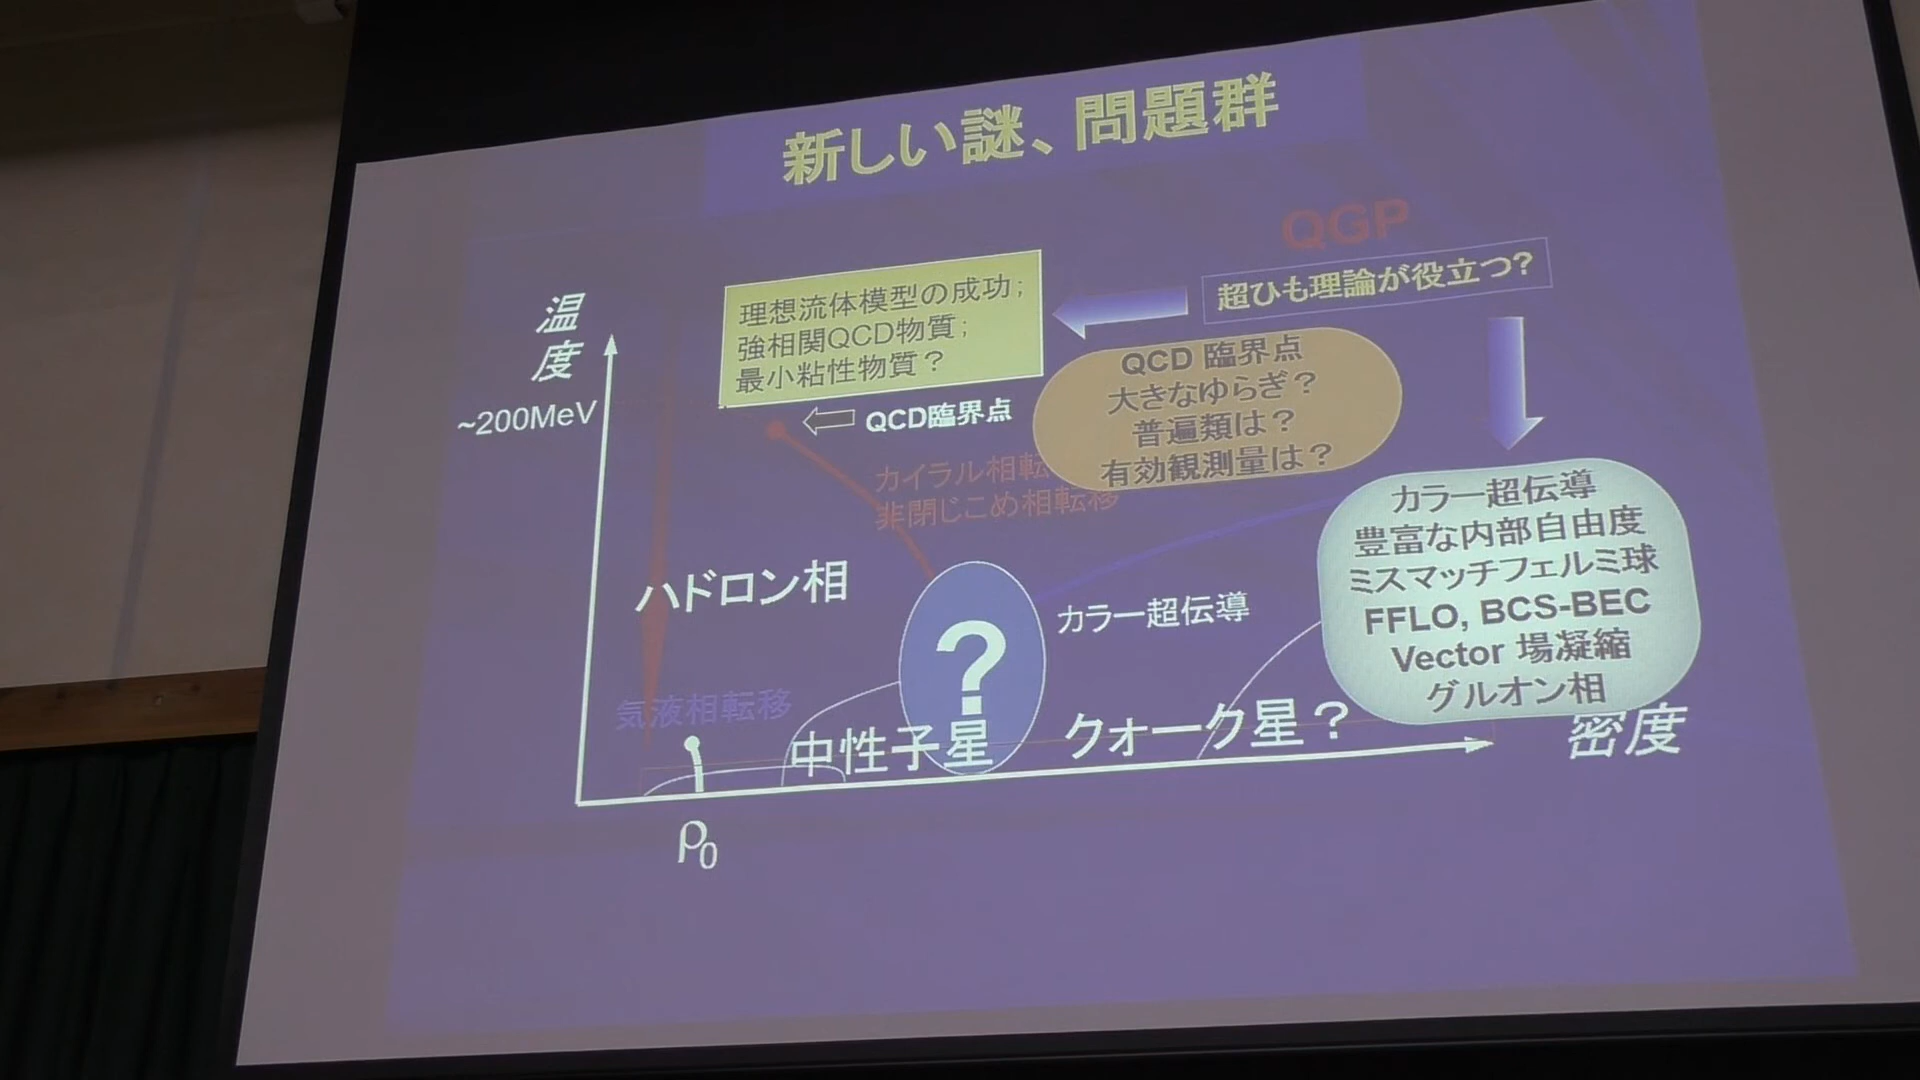 新しい謎、問題群
QGP
超ひも理論が役立つ?
理想流体模型の成功;
強相関QCD物質;
最小粘性物質?
温度
~200MeV
QCD臨界点
QCD 臨界点
大きなゆらぎ?
普遍類は?
有効観測量は?
カイラル相転
非閉じこめ相転移
カラー超伝導
豊富な内部自由度
ミスマッチフェルミ球
FFLO, BCS-BEC
Vector 場凝縮
グルオン相
ハドロン相
?
カラー超伝導
気液相転移
中性子星
クォーク星?
密度
ρ0